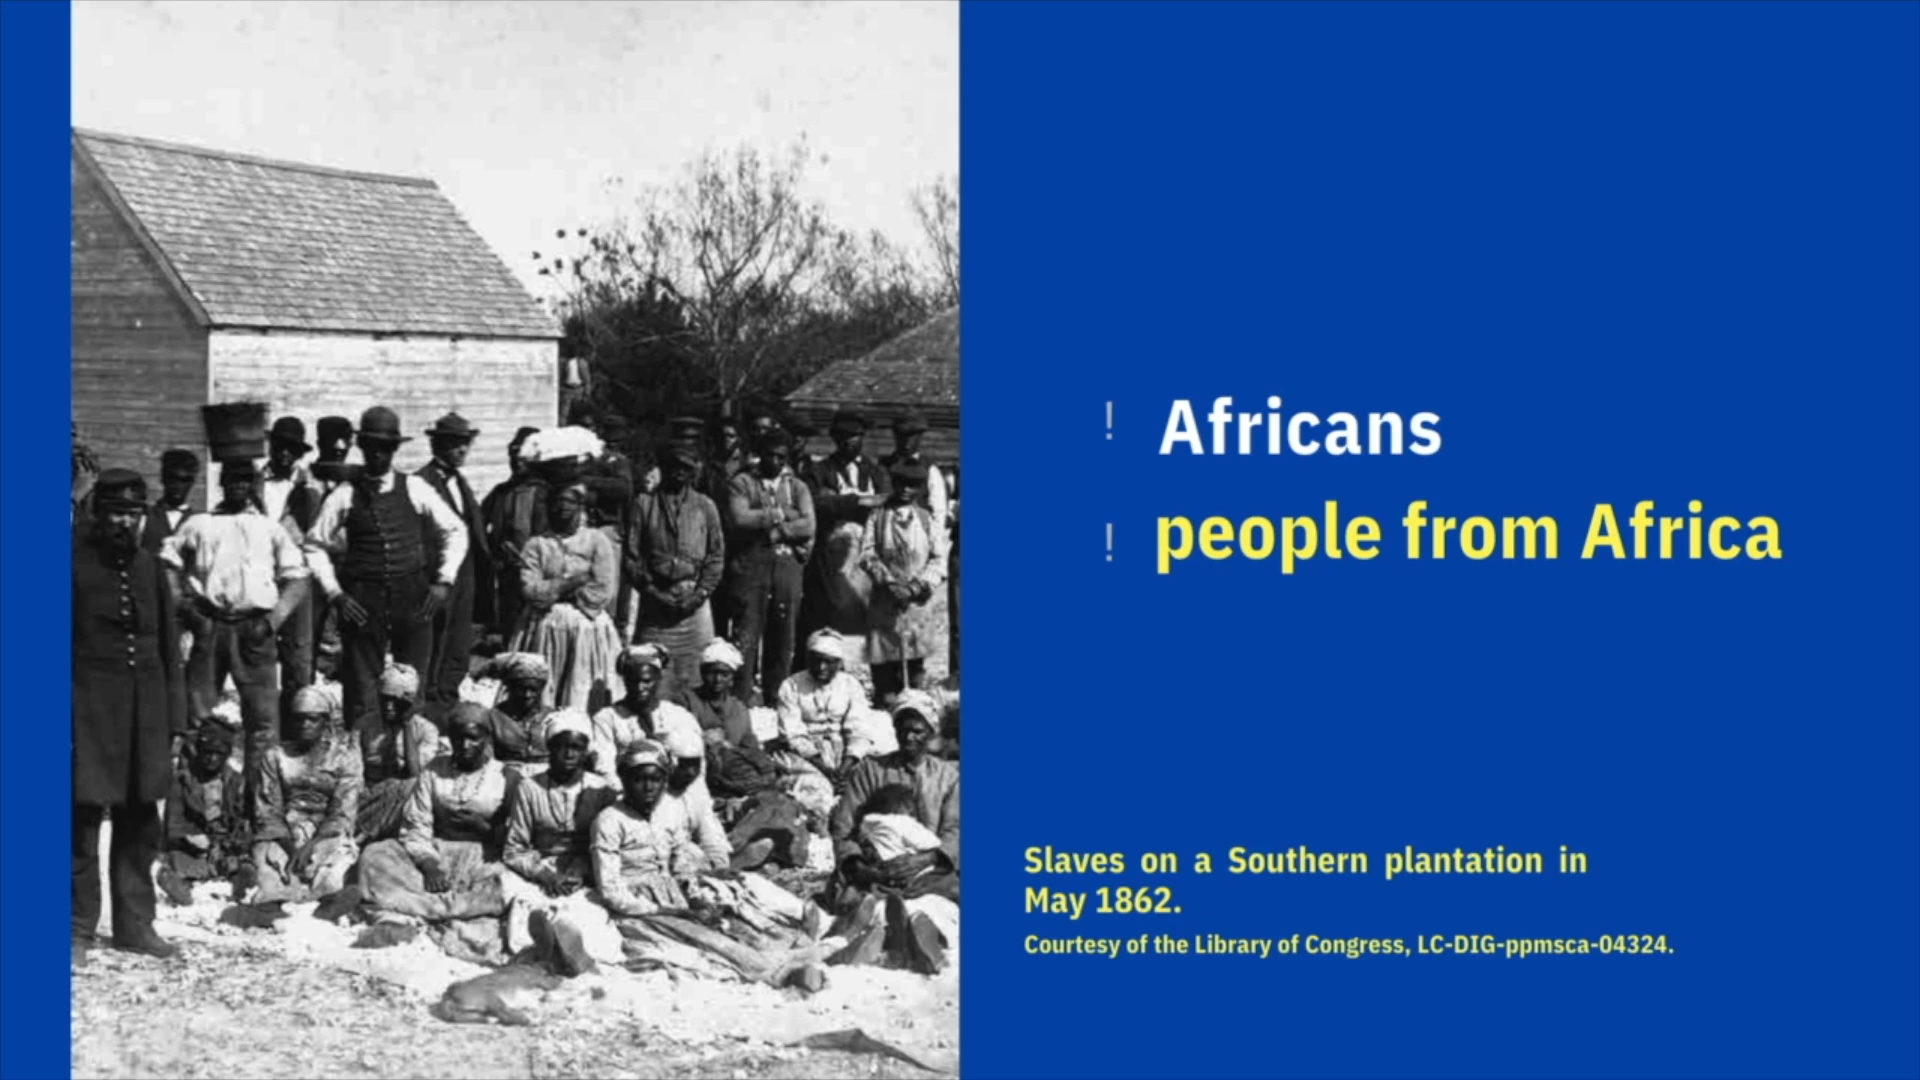 ! Africans
! people from Africa
Slaves on a Southern plantation in
May 1862.
Courtesy of the Library of Congress, LC-DIG-ppmsca-04324.